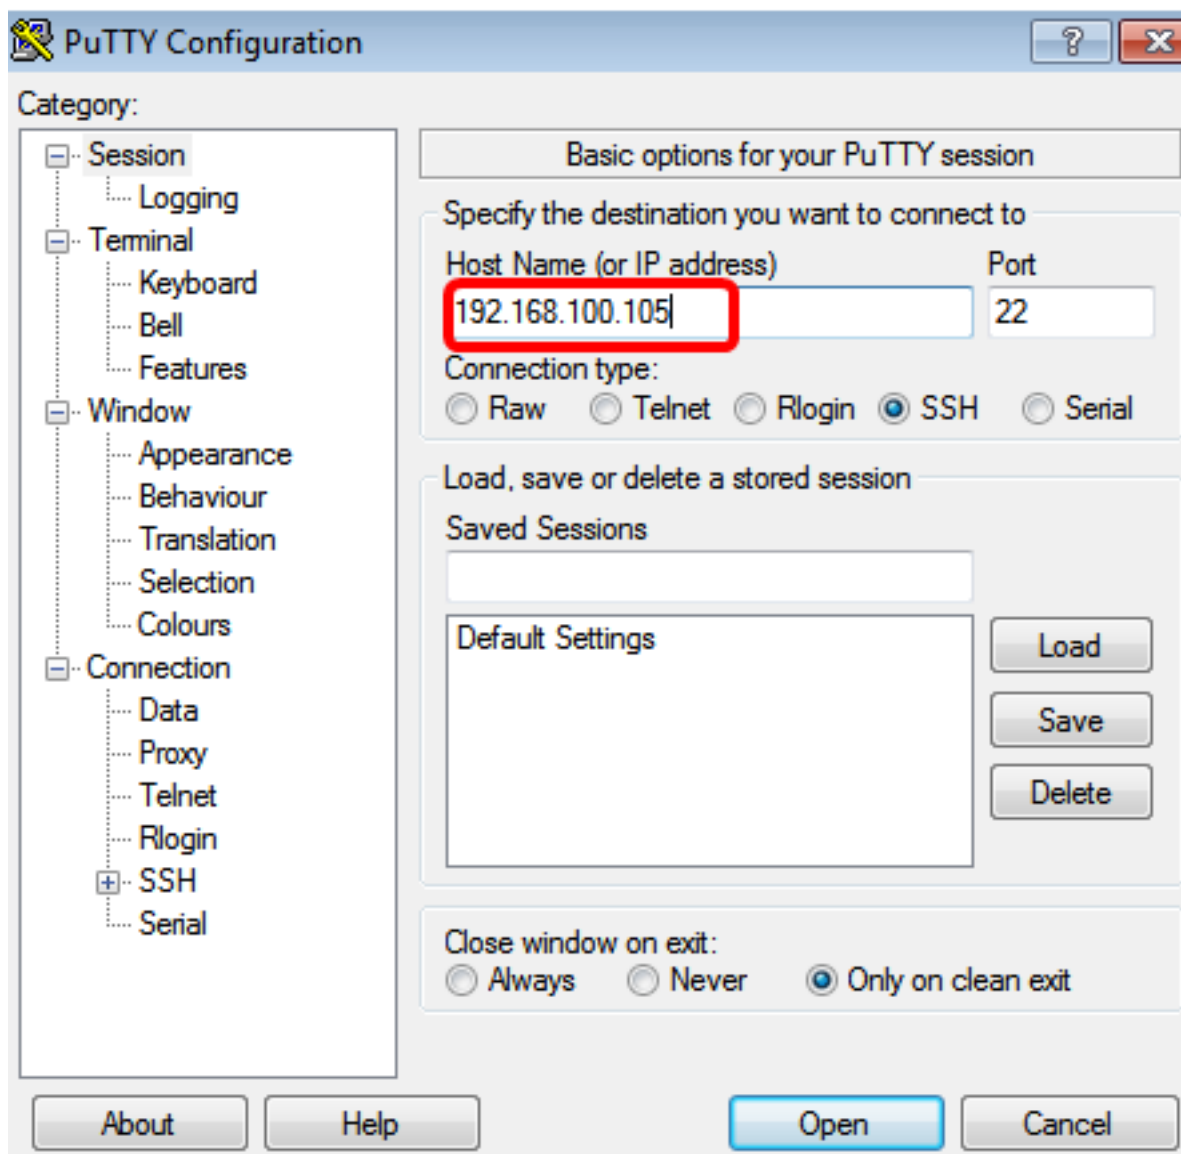 PuTTY Configuration
?
Category:
Session
Logging
Terminal
Keyboard
Bell
Features
Window
Appearance
Behaviour
Translation
Selection
Colours
Connection
Data
Proxy
Telnet
Rlogin
SSH
Serial
Basic options for your PuTTY session
Specify the destination you want to connect to
Host Name (or IP address) Port
192.168.100.105 22
Connection type:
Raw Telnet Rlogin SSH Serial
Load, save or delete a stored session
Saved Sessions
Default Settings
Load
Save
Delete
Close window on exit:
Always Never Only on clean exit
About Help Open Cancel